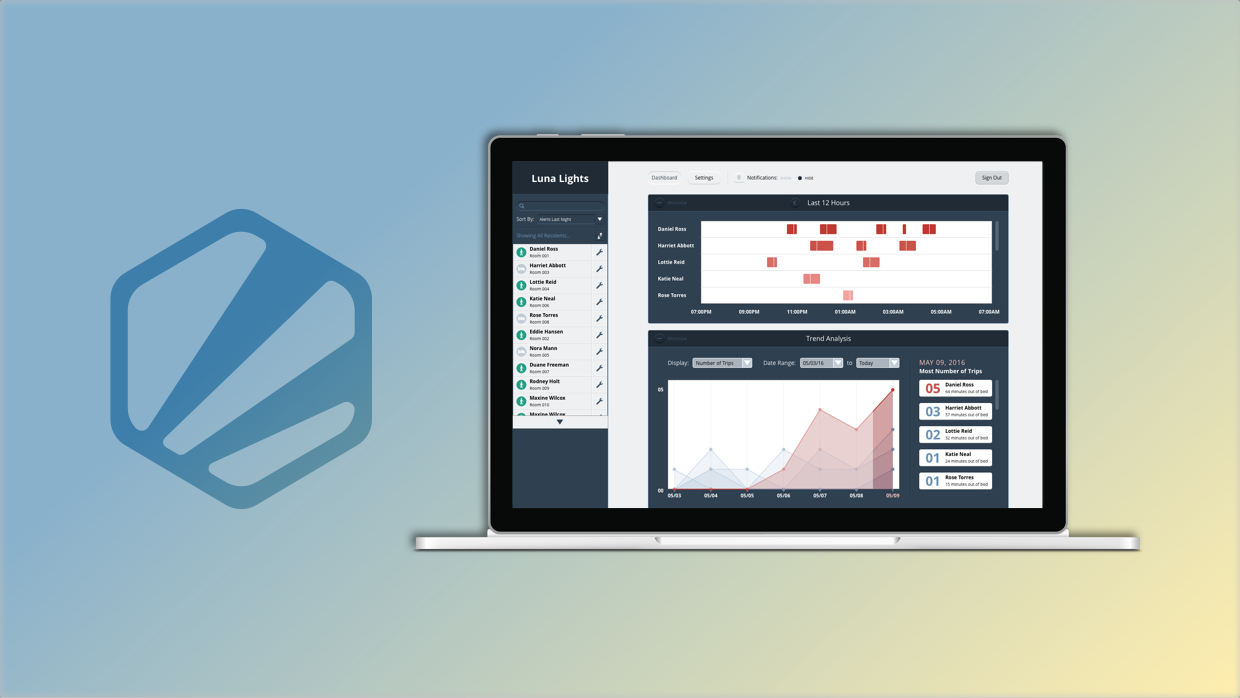 Luna Lights
Sort By: Alerts Last Night
Showing All Residents...
Daniel Ross
Room 001
Harriet Abbott
Room 003
Lottie Reid
Room 004
Katie Neal
Room 006
Rose Torres
Room 008
Eddie Hansen
Room 002
Nora Mann
Room 005
Duane Freeman
Room 007
Rodney Holt
Room 009
Maxine Wilcox
Room 010
Maxine Wilcox
Dashboard
Settings
Notifications:
HIDE
Sign Out
Last 12 Hours
Daniel Ross
Harriet Abbott
Lottie Reid
Katie Neal
Rose Torres
07:00PM 09:00PM 11:00PM 01:00AM 03:00AM 05:00AM 07:00AM
Trend Analysis
Display: Number of Trips Date Range: 05/03/16 to Today
05
00
05/03 05/04 05/05 05/06 05/07 05/08 05/09
MAY 09, 2016
Most Number of Trips
05 Daniel Ross
64 minutes out of bed
03 Harriet Abbott
57 minutes out of bed
02 Lottie Reid
32 minutes out of bed
01 Katie Neal
24 minutes out of bed
01 Rose Torres
15 minutes out of bed